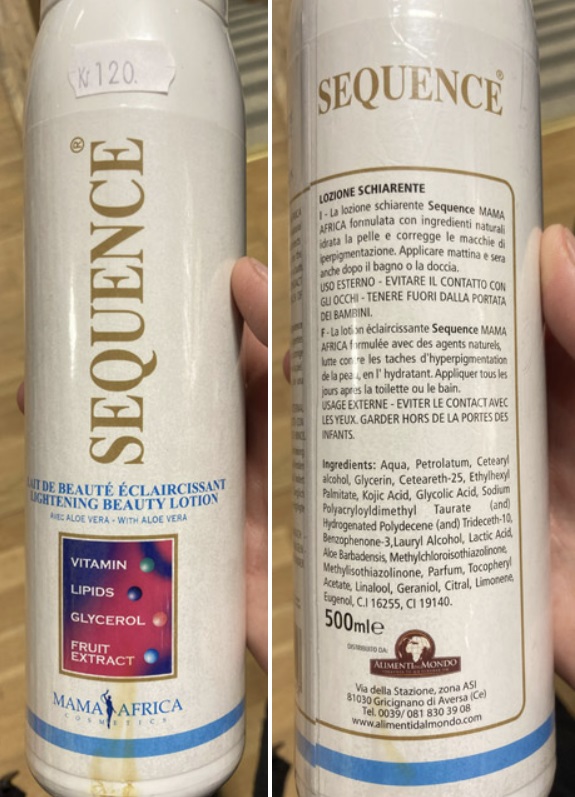 Kr 120.
SEQUENCE®
LAIT DE BEAUTÉ ÉCLAIRCISSANT
LIGHTENING BEAUTY LOTION
AVEC ALOE VERA - WITH ALOE VERA
VITAMIN
LIPIDS
GLYCEROL
FRUIT
EXTRACT
MAMA AFRICA
COSMETICS
SEQUENCE®
LOZIONE SCHIARENTE
I - La lozione schiarente Sequence MAMA
AFRICA formulata con ingredienti naturali
idrata la pelle e corregge le macchie di
iperpigmentazione. Applicare mattina e sera
anche dopo il bagno o la doccia.
USO ESTERNO - EVITARE IL CONTATTO CON
GLI OCCHI - TENERE FUORI DALLA PORTATA
DEI BAMBINI.
F - La lotion éclaircissante Sequence MAMA
AFRICA formulée avec des agents naturels,
lutte contre les taches d'hyperpigmentation
de la peau, en l' hydratant. Appliquer tous les
jours apres la toilette ou le bain.
USAGE EXTERNE - EVITER LE CONTACT AVEC
LES YEUX. GARDER HORS DE LA PORTES DES
INFANTS.
Ingredients: Aqua, Petrolatum, Cetearyl
alcohol, Glycerin, Ceteareth-25, Ethylhexyl
Palmitate, Kojic Acid, Glycolic Acid, Sodium
Polyacryloyldimethyl Taurate (and)
Hydrogenated Polydecene (and) Trideceth-10,
Benzophenone-3,Lauryl Alcohol, Lactic Acid,
Aloe Barbadensis, Methylchloroisothiazolinone,
Methylisothiazolinone, Parfum, Tocopheryl
Acetate, Linalool, Geraniol, Citral, Limonene,
Eugenol, C.I 16255, CI 19140.
500ml e
DISTRIBUITO DA:
ALIMENTI DEL MONDO
Via della Stazione, zona ASI
81030 Gricignano di Aversa (Ce)
Tel. 0039/ 081 830 39 08
www.alimentidalmondo.com